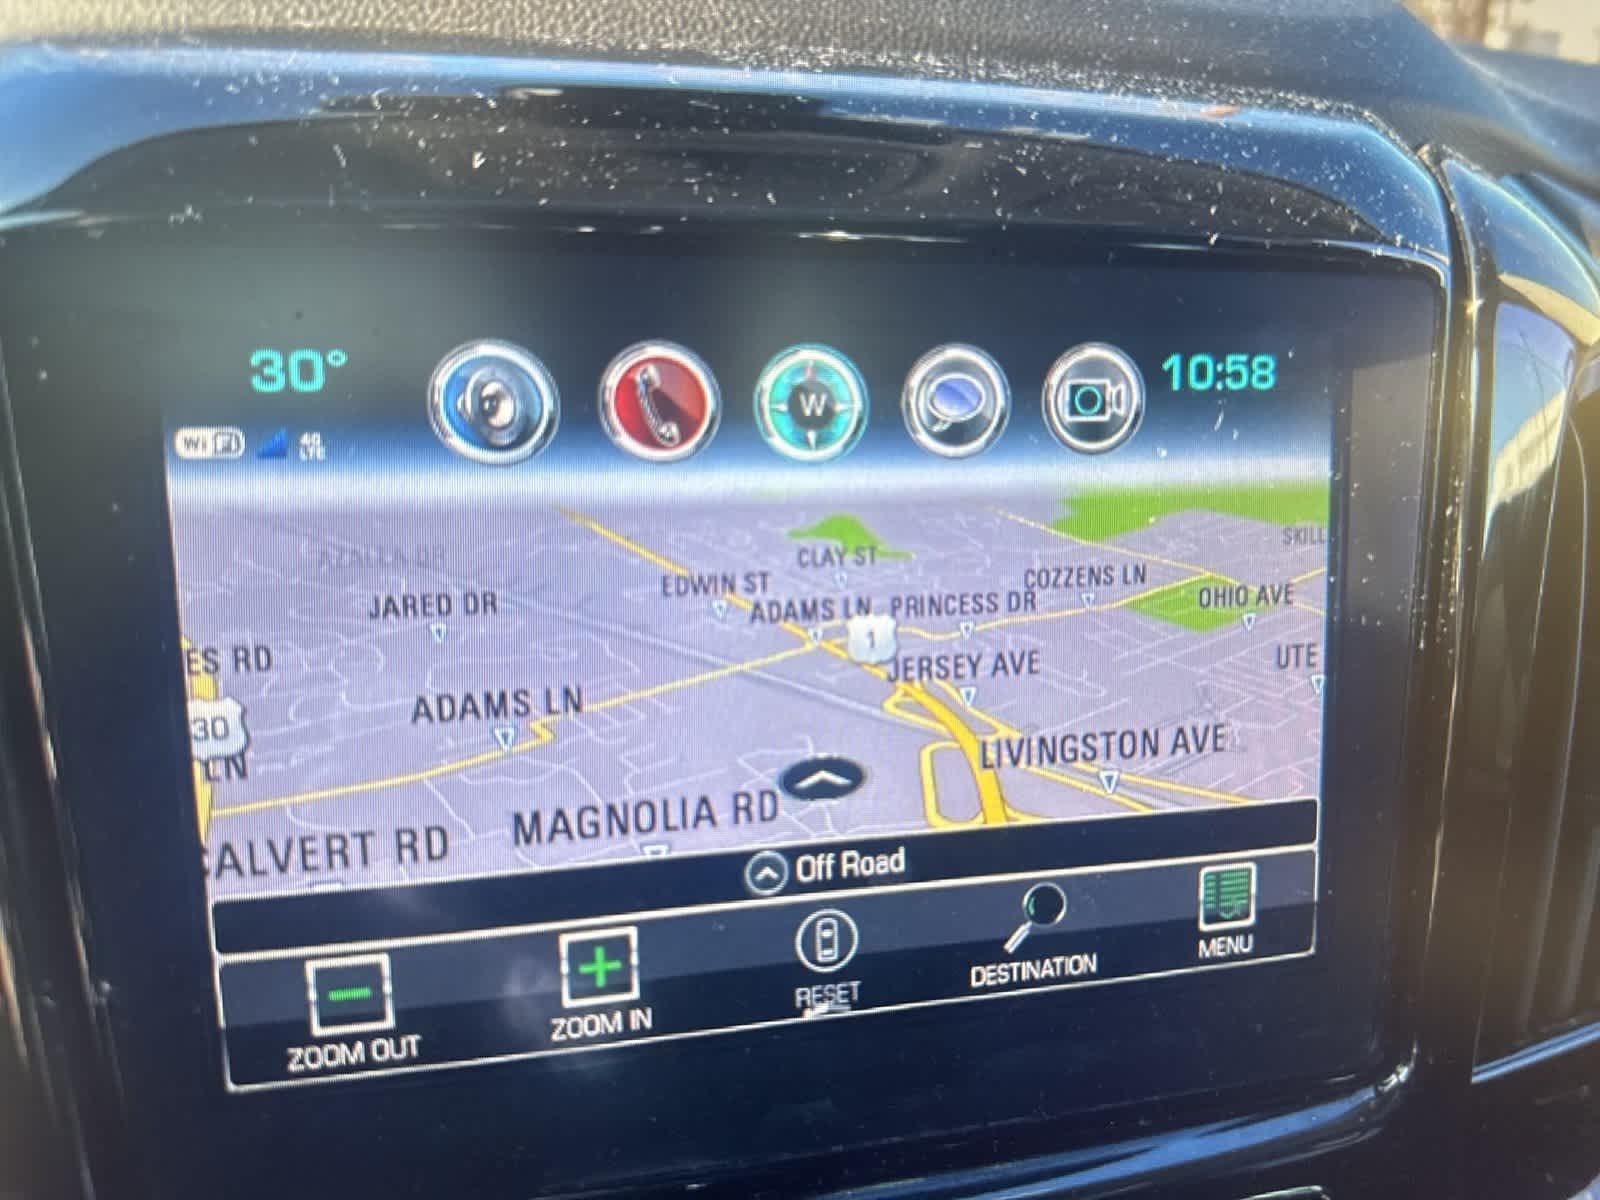 30°
10:58
W
WiFi
4G
LTE
AZALEA DR
CLAY ST
SKILL
EDWIN ST
COZZENS LN
JARED DR
ADAMS LN
PRINCESS DR
OHIO AVE
1
ES RD
JERSEY AVE
UTE
ADAMS LN
30
LN
LIVINGSTON AVE
MAGNOLIA RD
CALVERT RD
Off Road
ZOOM OUT
ZOOM IN
RESET
DESTINATION
MENU